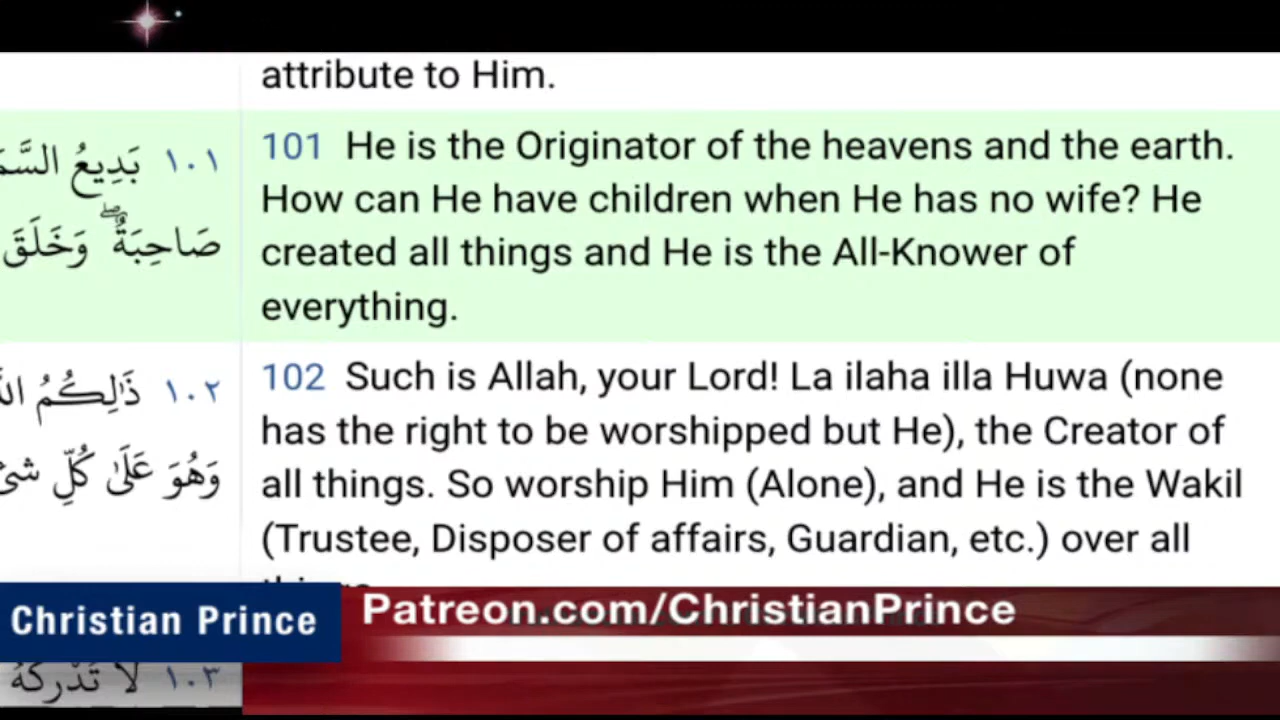 attribute to Him.
١٠١ بَدِيعُ
صَاحِبَةٌ ۖ وَخَلَقَ
101 He is the Originator of the heavens and the earth.
How can He have children when He has no wife? He
created all things and He is the All-Knower of
everything.
١٠٢ ذَٰلِكُمُ
وَهُوَ عَلَىٰ كُلِّ
102 Such is Allah, your Lord! La ilaha illa Huwa (none
has the right to be worshipped but He), the Creator of
all things. So worship Him (Alone), and He is the Wakil
(Trustee, Disposer of affairs, Guardian, etc.) over all
Christian Prince
Patreon.com/ChristianPrince
١٠٣ لَا تُدْرِكُهُ